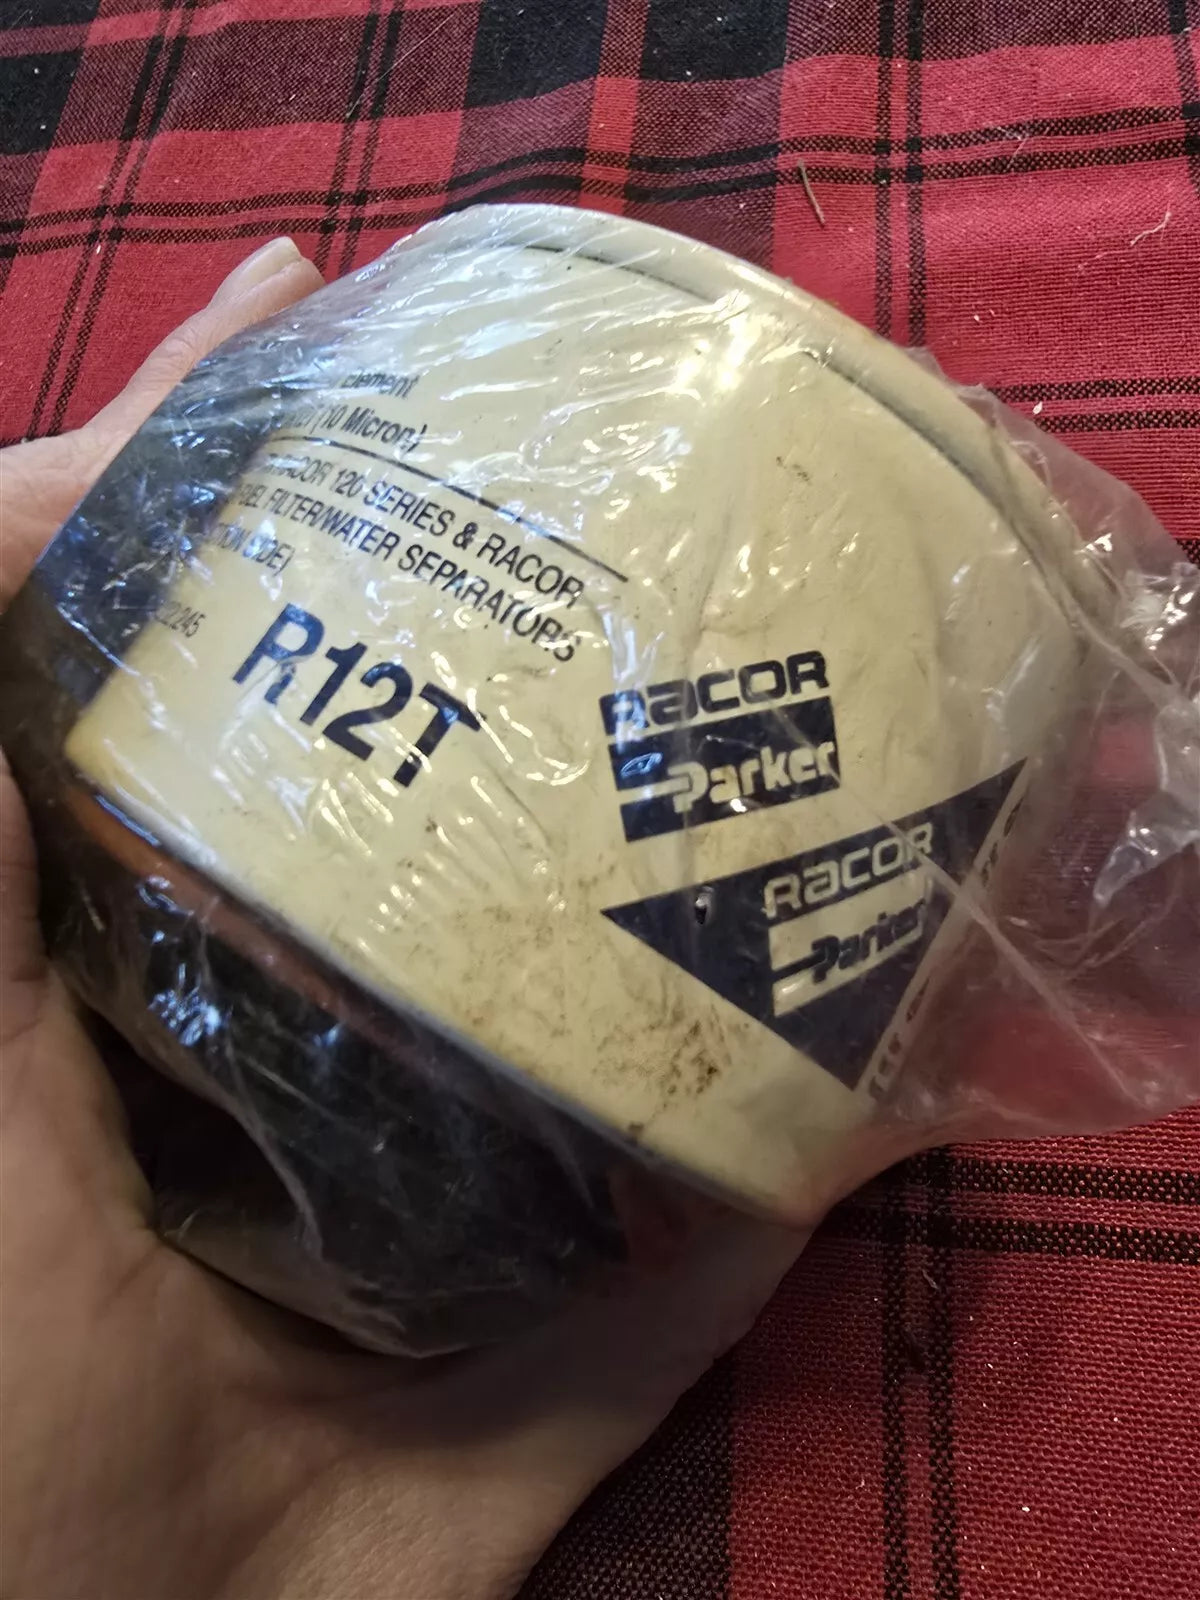 Element
(10 Micron)
RACOR 120 SERIES & RACOR
FUEL FILTER/WATER SEPARATORS
R12T
RACOR
Parker
RACOR
Parker